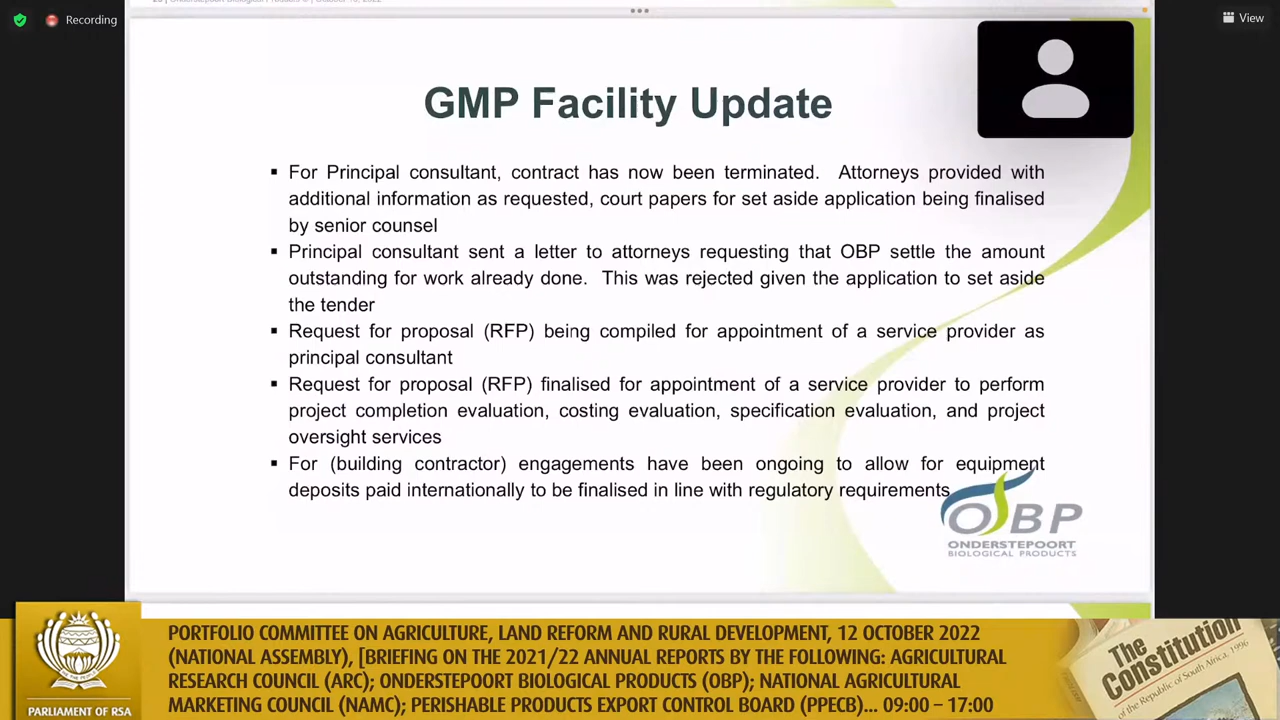 Recording
View
GMP Facility Update
▪ For Principal consultant, contract has now been terminated. Attorneys provided with
additional information as requested, court papers for set aside application being finalised
by senior counsel
▪ Principal consultant sent a letter to attorneys requesting that OBP settle the amount
outstanding for work already done. This was rejected given the application to set aside
the tender
▪ Request for proposal (RFP) being compiled for appointment of a service provider as
principal consultant
▪ Request for proposal (RFP) finalised for appointment of a service provider to perform
project completion evaluation, costing evaluation, specification evaluation, and project
oversight services
▪ For (building contractor) engagements have been ongoing to allow for equipment
deposits paid internationally to be finalised in line with regulatory requirements
OBP
ONDERSTEPOORT
BIOLOGICAL PRODUCTS
PORTFOLIO COMMITTEE ON AGRICULTURE, LAND REFORM AND RURAL DEVELOPMENT, 12 OCTOBER 2022
(NATIONAL ASSEMBLY), [BRIEFING ON THE 2021/22 ANNUAL REPORTS BY THE FOLLOWING: AGRICULTURAL
RESEARCH COUNCIL (ARC); ONDERSTEPOORT BIOLOGICAL PRODUCTS (OBP); NATIONAL AGRICULTURAL
MARKETING COUNCIL (NAMC); PERISHABLE PRODUCTS EXPORT CONTROL BOARD (PPECB)... 09:00 – 17:00
PARLIAMENT OF RSA
The
Constitution
of the Republic of South Africa, 1996